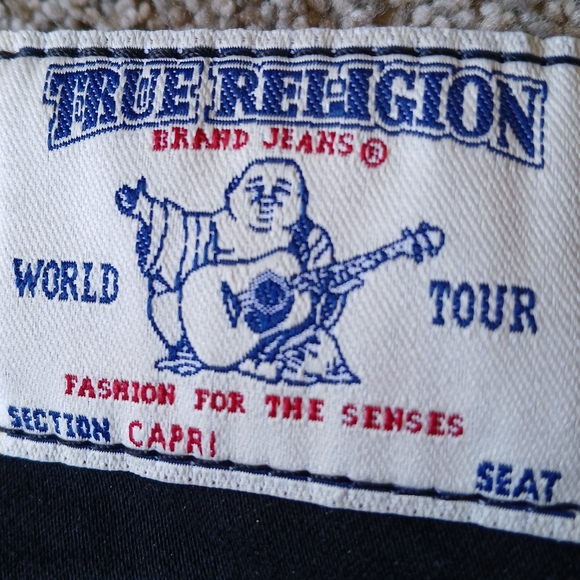 TRUE RELIGION
BRAND JEANS®
WORLD TOUR
FASHION FOR THE SENSES
SECTION CAPRI
SEAT